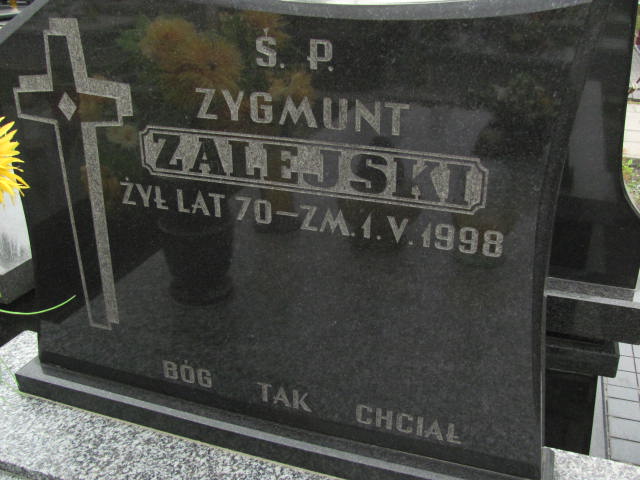 Ś. P.
ZYGMUNT
ZALEJSKI
ŻYŁ LAT 70 – ZM. 1. V. 1998
BÓG TAK CHCIAŁ